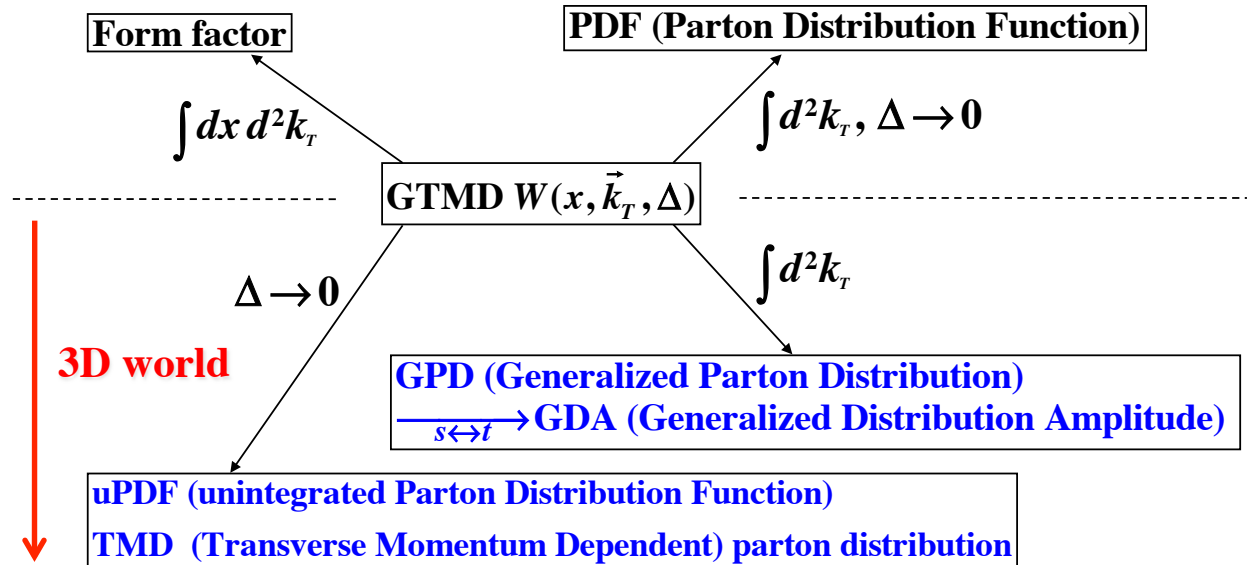 Form factor
PDF (Parton Distribution Function)
∫dx d²k_T
∫d²k_T, Δ→0
GTMD W(x, k⃗_T, Δ)
Δ→0
∫d²k_T
3D world
GPD (Generalized Parton Distribution)
s↔t → GDA (Generalized Distribution Amplitude)
uPDF (unintegrated Parton Distribution Function)
TMD (Transverse Momentum Dependent) parton distribution